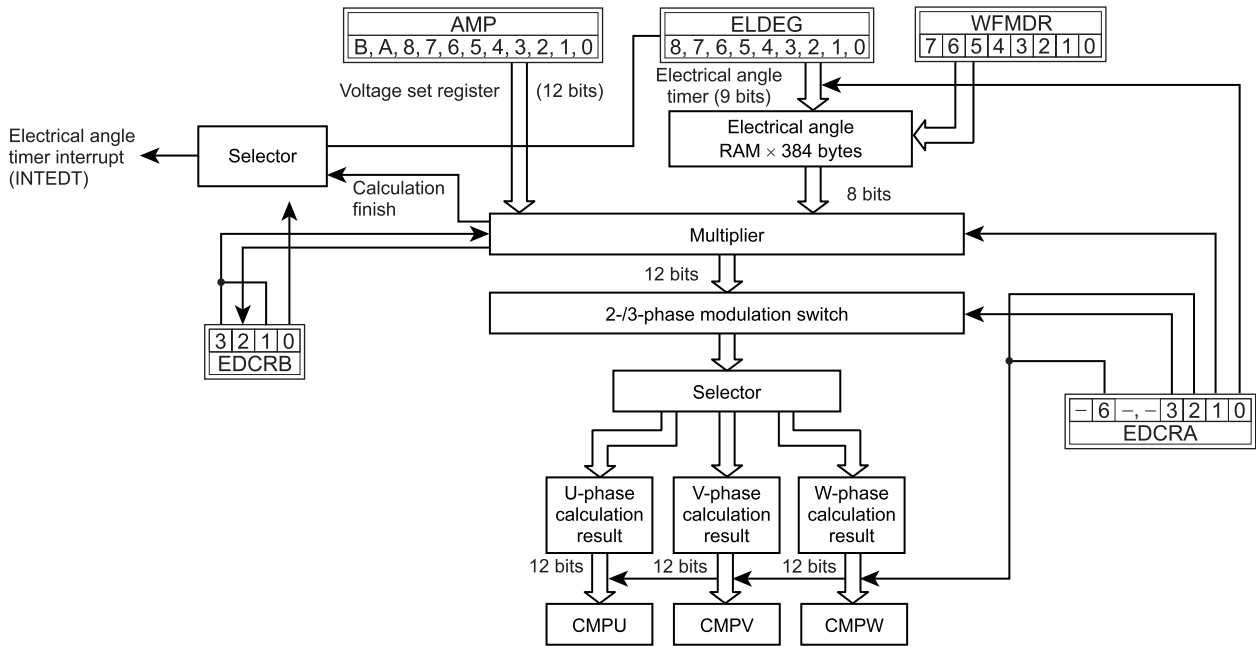 AMP
B, A, 8, 7, 6, 5, 4, 3, 2, 1, 0
ELDEG
8, 7, 6, 5, 4, 3, 2, 1, 0
WFMDR
7 6 5 4 3 2 1 0
Voltage set register
(12 bits)
Electrical angle
timer (9 bits)
Electrical angle
timer interrupt
(INTEDT)
Selector
Electrical angle
RAM × 384 bytes
Calculation
finish
8 bits
Multiplier
12 bits
2-/3-phase modulation switch
3 2 1 0
EDCRB
Selector
– 6 –, – 3 2 1 0
EDCRA
U-phase
calculation
result
V-phase
calculation
result
W-phase
calculation
result
12 bits
12 bits
12 bits
CMPU
CMPV
CMPW